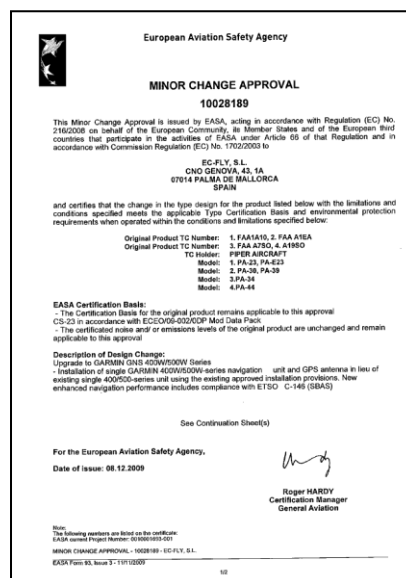 European Aviation Safety Agency
MINOR CHANGE APPROVAL
10028189
This Minor Change Approval is issued by EASA, acting in accordance with Regulation (EC) No.
216/2008 on behalf of the European Community, its Member States and of the European third
countries that participate in the activities of EASA under Article 66 of that Regulation and in
accordance with Commission Regulation (EC) No. 1702/2003 to
EC-FLY, S.L.
CNO GENOVA, 43, 1A
07014 PALMA DE MALLORCA
SPAIN
and certifies that the change in the type design for the product listed below with the limitations and
conditions specified meets the applicable Type Certification Basis and environmental protection
requirements when operated within the conditions and limitations specified below:
Original Product TC Number: 1. FAA1A10, 2. FAA A1EA
Original Product TC Number: 3. FAA A7SO, 4. A19SO
TC Holder: PIPER AIRCRAFT
Model: 1. PA-23, PA-E23
Model: 2. PA-30, PA-39
Model: 3.PA-34
Model: 4.PA-44
EASA Certification Basis:
- The Certification Basis for the original product remains applicable to this approval
CS-23 in accordance with Mod Data Pack
- The certificated noise and/ or emissions levels of the original product are unchanged and remain
applicable to this approval
Description of Design Change:
Upgrade to GARMIN GNS 400W/500W Series
- Installation of single GARMIN 400W/500W-series navigation unit and GPS antenna in lieu of
existing single 400/500-series unit using the existing approved installation provisions. New
enhanced navigation performance includes compliance with ETSO C-146 (SBAS)
See Continuation Sheet(s)
For the European Aviation Safety Agency,
Date of issue: 08.12.2009
Roger HARDY
Certification Manager
General Aviation
Note:
The following numbers are listed on the certificate:
EASA current Project Number:
MINOR CHANGE APPROVAL - 10028189 - EC-FLY, S.L.
EASA Form 93, Issue 3 - 11/11/2009
1/2